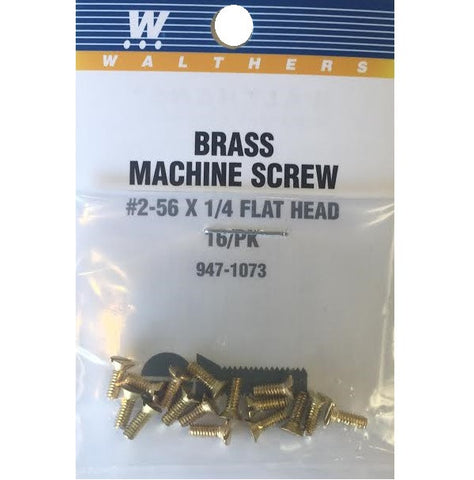 W
WALTHERS
BRASS
MACHINE SCREW
#2-56 X 1/4 FLAT HEAD
16/PK
947-1073